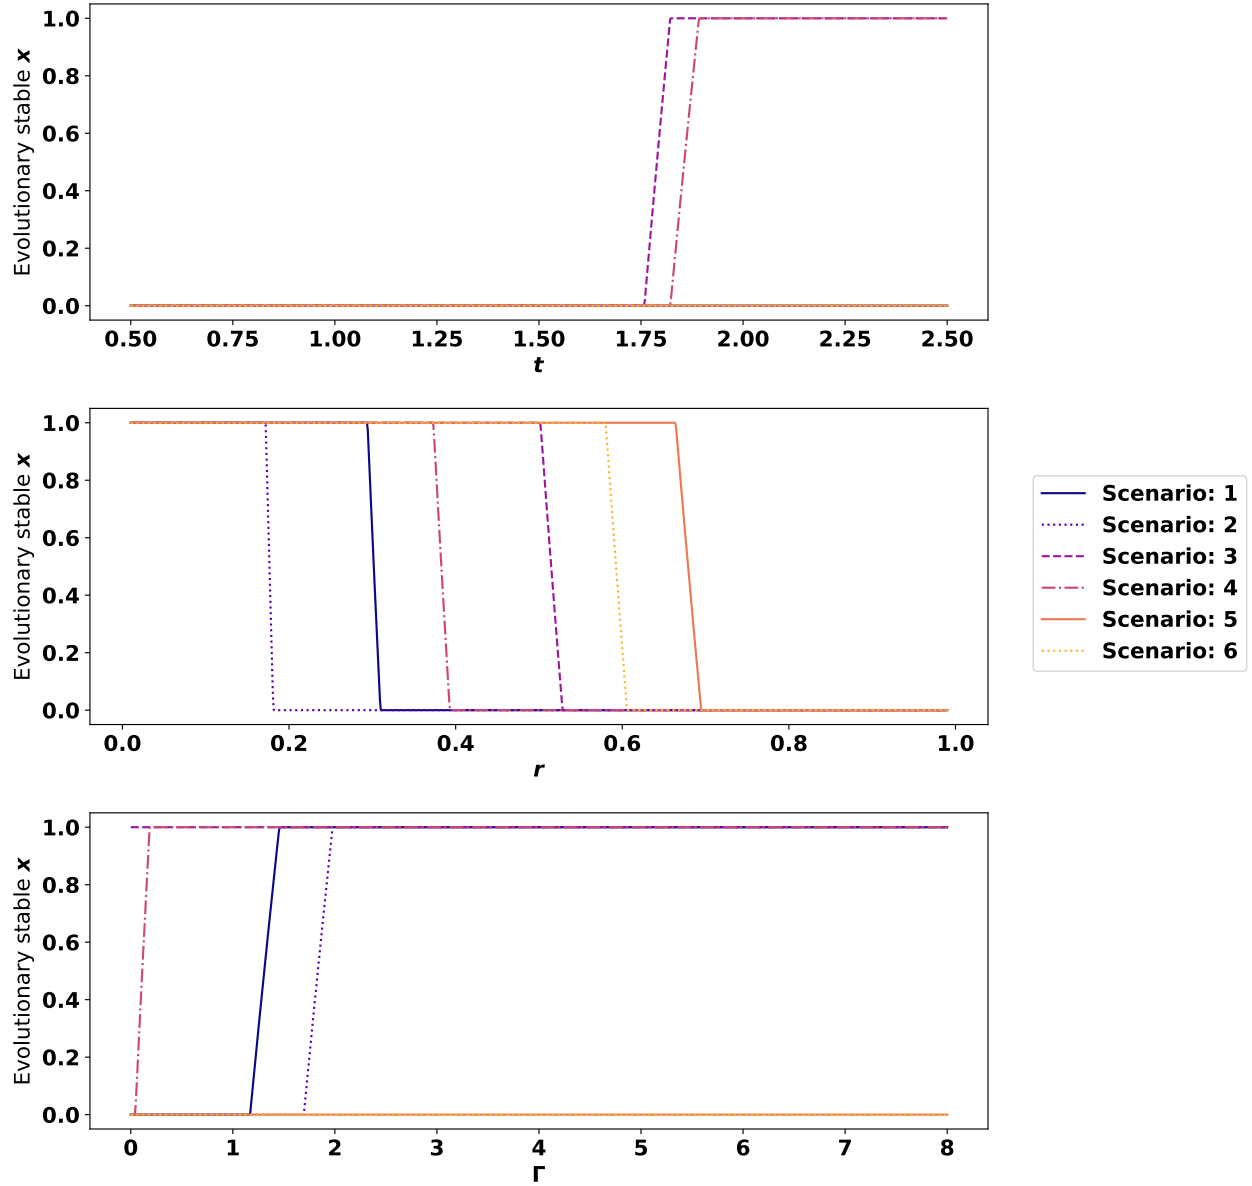 Evolutionary stable x
1.0
0.8
0.6
0.4
0.2
0.0
0.50 0.75 1.00 1.25 1.50 1.75 2.00 2.25 2.50
t
Evolutionary stable x
1.0
0.8
0.6
0.4
0.2
0.0
0.0 0.2 0.4 0.6 0.8 1.0
r
Scenario: 1
Scenario: 2
Scenario: 3
Scenario: 4
Scenario: 5
Scenario: 6
Evolutionary stable x
1.0
0.8
0.6
0.4
0.2
0.0
0 1 2 3 4 5 6 7 8
Γ